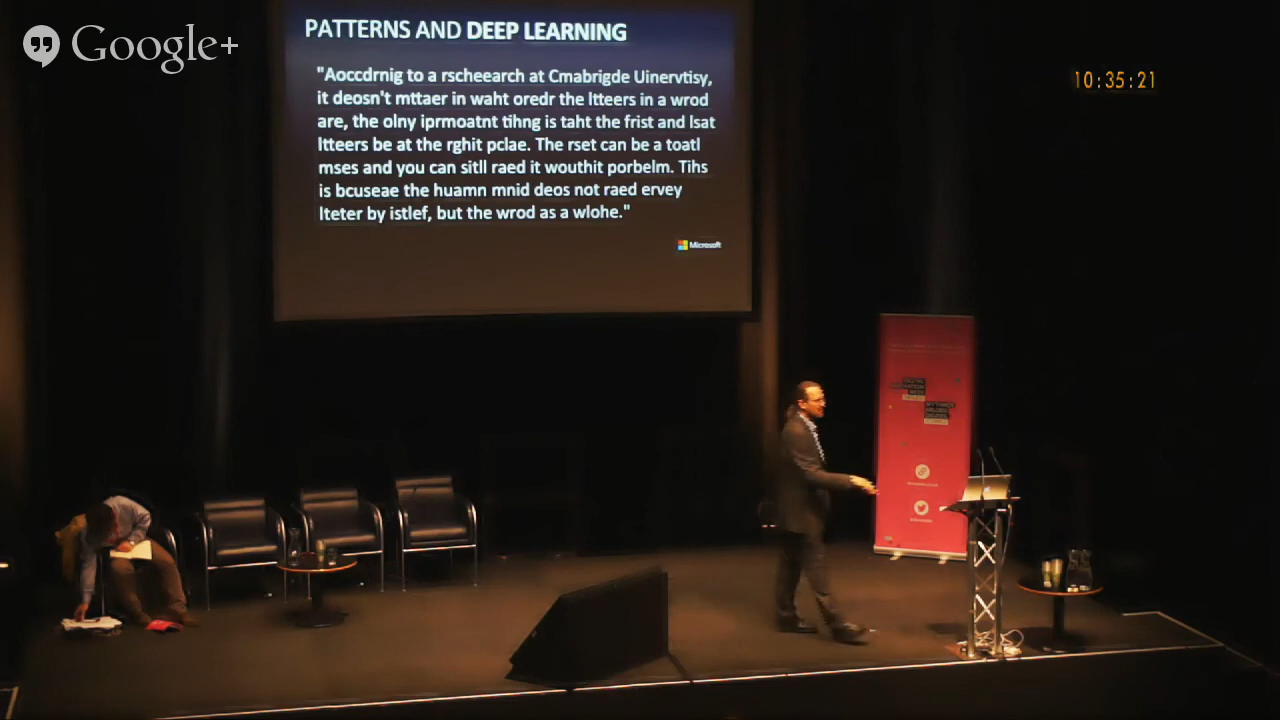 Google+
PATTERNS AND DEEP LEARNING
10:35:21
"Aoccdrnig to a rscheearch at Cmabrigde Uinervtisy,
it deosn't mttaer in waht oredr the ltteers in a wrod
are, the olny iprmoatnt tihng is taht the frist and lsat
ltteers be at the rghit pclae. The rset can be a toatl
mses and you can sitll raed it wouthit porbelm. Tihs
is bcuseae the huamn mnid deos not raed ervey
lteter by istlef, but the wrod as a wlohe."
Microsoft